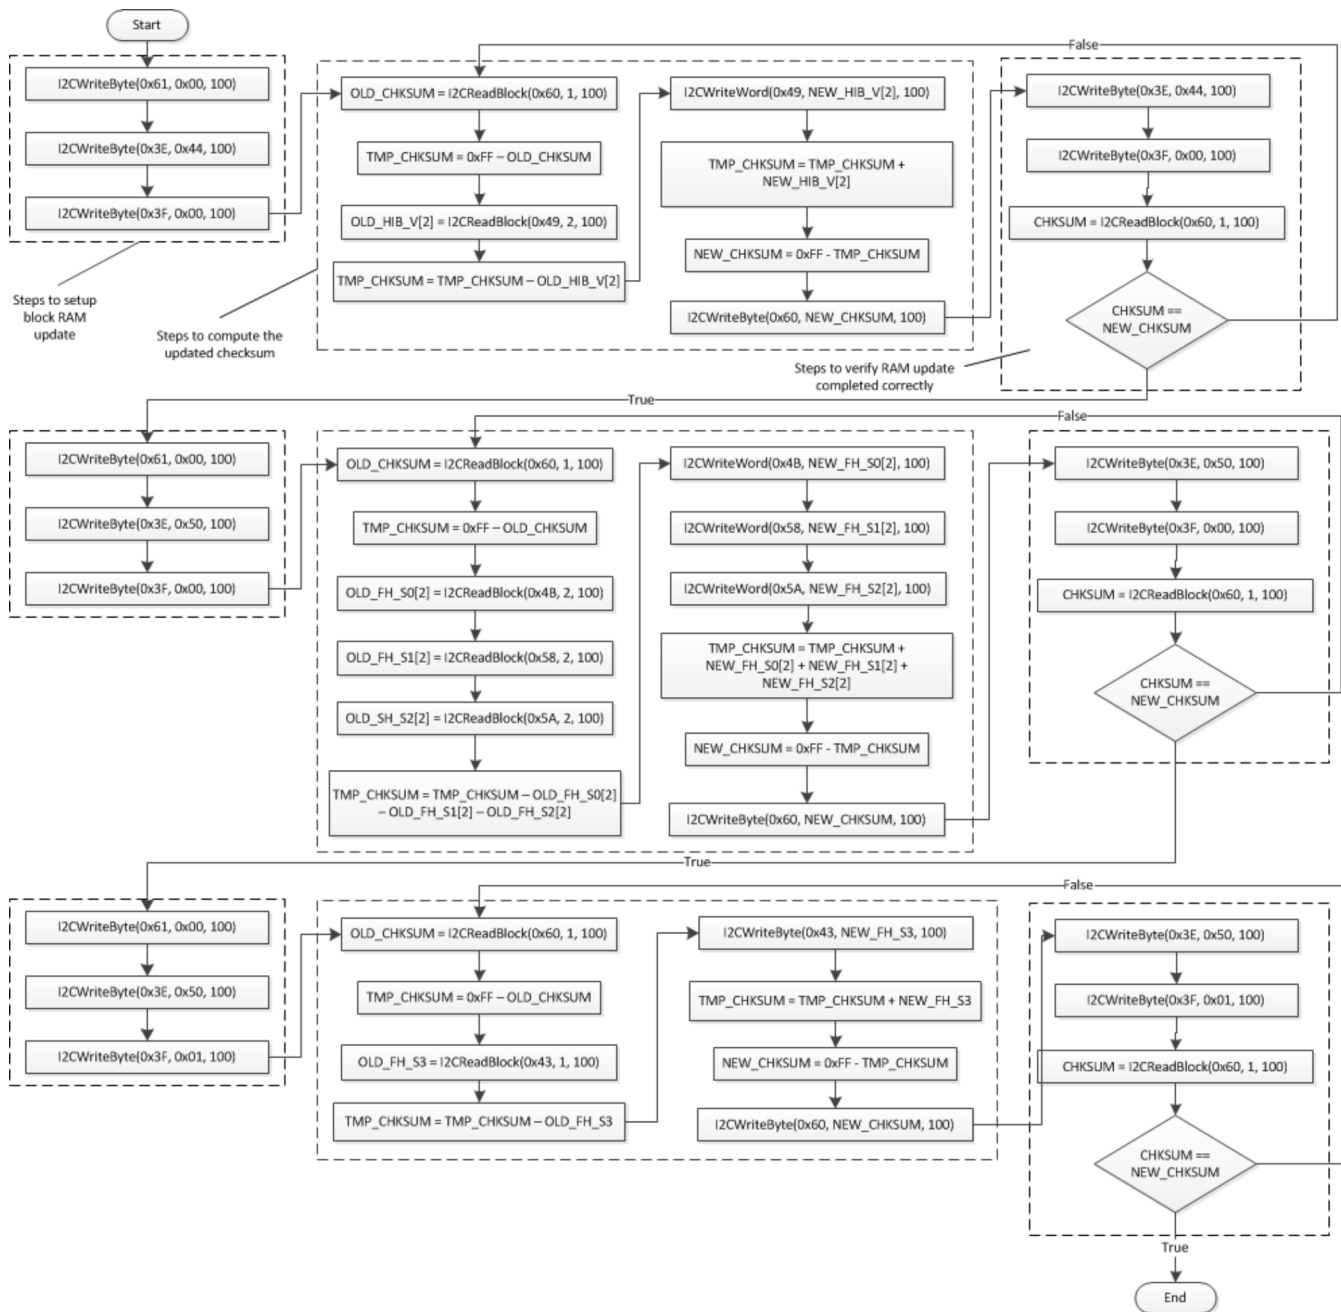 Start
I2CWriteByte(0x61, 0x00, 100)
I2CWriteByte(0x3E, 0x44, 100)
I2CWriteByte(0x3F, 0x00, 100)
Steps to setup
block RAM
update
OLD_CHKSUM = I2CReadBlock(0x60, 1, 100)
TMP_CHKSUM = 0xFF – OLD_CHKSUM
OLD_HIB_V[2] = I2CReadBlock(0x49, 2, 100)
TMP_CHKSUM = TMP_CHKSUM – OLD_HIB_V[2]
Steps to compute the
updated checksum
I2CWriteWord(0x49, NEW_HIB_V[2], 100)
TMP_CHKSUM = TMP_CHKSUM +
NEW_HIB_V[2]
NEW_CHKSUM = 0xFF - TMP_CHKSUM
I2CWriteByte(0x60, NEW_CHKSUM, 100)
False
I2CWriteByte(0x3E, 0x44, 100)
I2CWriteByte(0x3F, 0x00, 100)
CHKSUM = I2CReadBlock(0x60, 1, 100)
CHKSUM ==
NEW_CHKSUM
Steps to verify RAM update
completed correctly
True
I2CWriteByte(0x61, 0x00, 100)
I2CWriteByte(0x3E, 0x50, 100)
I2CWriteByte(0x3F, 0x00, 100)
OLD_CHKSUM = I2CReadBlock(0x60, 1, 100)
TMP_CHKSUM = 0xFF – OLD_CHKSUM
OLD_FH_S0[2] = I2CReadBlock(0x4B, 2, 100)
OLD_FH_S1[2] = I2CReadBlock(0x58, 2, 100)
OLD_SH_S2[2] = I2CReadBlock(0x5A, 2, 100)
TMP_CHKSUM = TMP_CHKSUM – OLD_FH_S0[2]
– OLD_FH_S1[2] – OLD_FH_S2[2]
I2CWriteWord(0x4B, NEW_FH_S0[2], 100)
I2CWriteWord(0x58, NEW_FH_S1[2], 100)
I2CWriteWord(0x5A, NEW_FH_S2[2], 100)
TMP_CHKSUM = TMP_CHKSUM +
NEW_FH_S0[2] + NEW_FH_S1[2] +
NEW_FH_S2[2]
NEW_CHKSUM = 0xFF - TMP_CHKSUM
I2CWriteByte(0x60, NEW_CHKSUM, 100)
False
I2CWriteByte(0x3E, 0x50, 100)
I2CWriteByte(0x3F, 0x00, 100)
CHKSUM = I2CReadBlock(0x60, 1, 100)
CHKSUM ==
NEW_CHKSUM
True
I2CWriteByte(0x61, 0x00, 100)
I2CWriteByte(0x3E, 0x50, 100)
I2CWriteByte(0x3F, 0x01, 100)
OLD_CHKSUM = I2CReadBlock(0x60, 1, 100)
TMP_CHKSUM = 0xFF – OLD_CHKSUM
OLD_FH_S3 = I2CReadBlock(0x43, 1, 100)
TMP_CHKSUM = TMP_CHKSUM – OLD_FH_S3
I2CWriteByte(0x43, NEW_FH_S3, 100)
TMP_CHKSUM = TMP_CHKSUM + NEW_FH_S3
NEW_CHKSUM = 0xFF - TMP_CHKSUM
I2CWriteByte(0x60, NEW_CHKSUM, 100)
False
I2CWriteByte(0x3E, 0x50, 100)
I2CWriteByte(0x3F, 0x01, 100)
CHKSUM = I2CReadBlock(0x60, 1, 100)
CHKSUM ==
NEW_CHKSUM
True
End